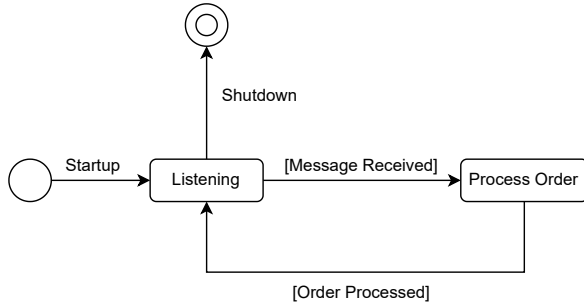 Shutdown
Startup
Listening
[Message Received]
Process Order
[Order Processed]